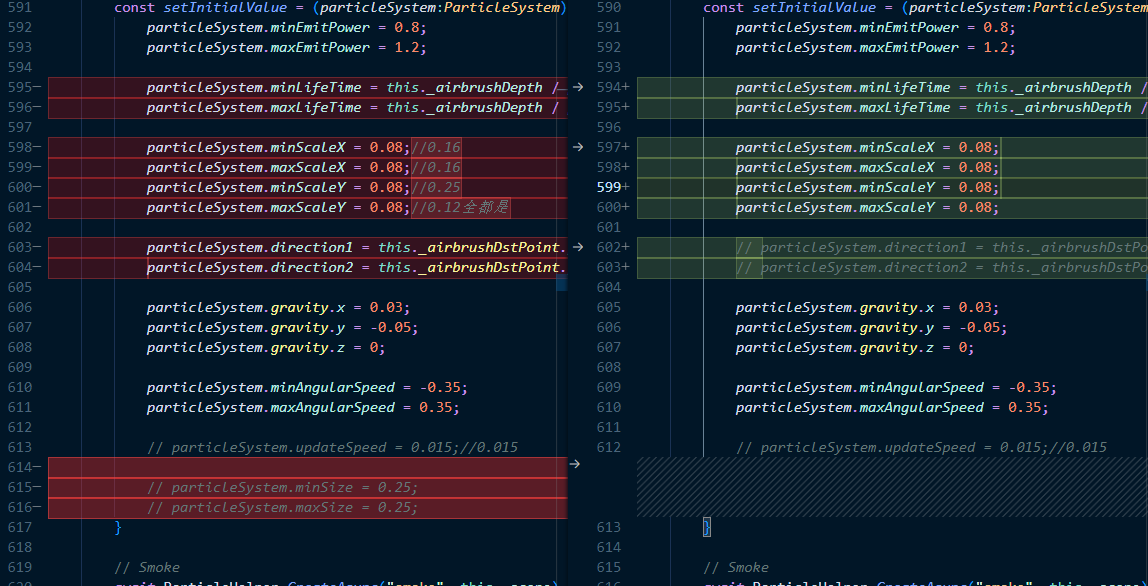 591 const setInitialValue = (particleSystem:ParticleSystem)
592 particleSystem.minEmitPower = 0.8;
593 particleSystem.maxEmitPower = 1.2;
594
595— particleSystem.minLifeTime = this._airbrushDepth /
596— particleSystem.maxLifeTime = this._airbrushDepth /
597
598— particleSystem.minScaleX = 0.08;//0.16
599— particleSystem.maxScaleX = 0.08;//0.16
600— particleSystem.minScaleY = 0.08;//0.25
601— particleSystem.maxScaleY = 0.08;//0.12全都是
602
603— particleSystem.direction1 = this._airbrushDstPoint.
604— particleSystem.direction2 = this._airbrushDstPoint.
605
606 particleSystem.gravity.x = 0.03;
607 particleSystem.gravity.y = -0.05;
608 particleSystem.gravity.z = 0;
609
610 particleSystem.minAngularSpeed = -0.35;
611 particleSystem.maxAngularSpeed = 0.35;
612
613 // particleSystem.updateSpeed = 0.015;//0.015
614—
615— // particleSystem.minSize = 0.25;
616— // particleSystem.maxSize = 0.25;
617 }
618
619 // Smoke
590 const setInitialValue = (particleSystem:ParticleSystem
591 particleSystem.minEmitPower = 0.8;
592 particleSystem.maxEmitPower = 1.2;
593
594+ particleSystem.minLifeTime = this._airbrushDepth /
595+ particleSystem.maxLifeTime = this._airbrushDepth /
596
597+ particleSystem.minScaleX = 0.08;
598+ particleSystem.maxScaleX = 0.08;
599+ particleSystem.minScaleY = 0.08;
600+ particleSystem.maxScaleY = 0.08;
601
602+ // particleSystem.direction1 = this._airbrushDstPo
603+ // particleSystem.direction2 = this._airbrushDstPo
604
605 particleSystem.gravity.x = 0.03;
606 particleSystem.gravity.y = -0.05;
607 particleSystem.gravity.z = 0;
608
609 particleSystem.minAngularSpeed = -0.35;
610 particleSystem.maxAngularSpeed = 0.35;
611
612 // particleSystem.updateSpeed = 0.015;//0.015
613 }
614
615 // Smoke